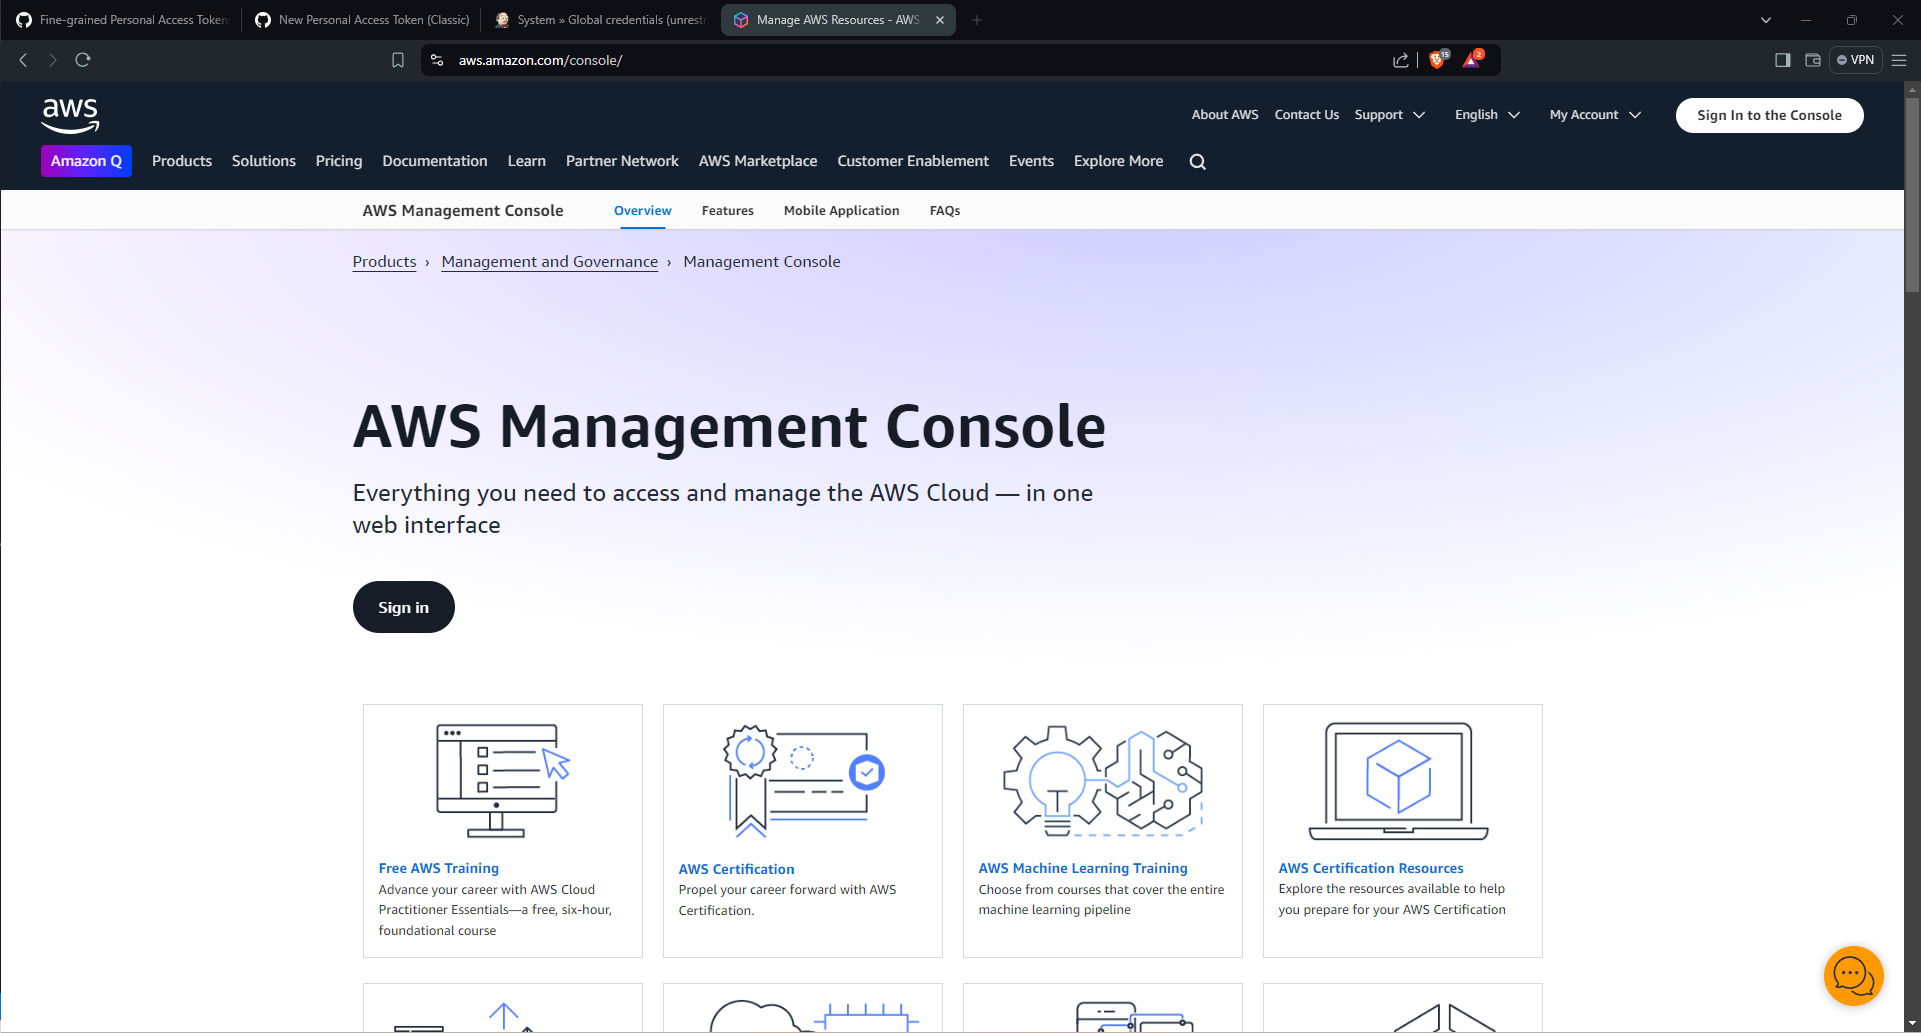 Fine-grained Personal Access Token
New Personal Access Token (Classic)
System » Global credentials (unrestr
Manage AWS Resources - AWS
aws.amazon.com/console/
15
2
VPN
aws
About AWS
Contact Us
Support
English
My Account
Sign In to the Console
Amazon Q
Products
Solutions
Pricing
Documentation
Learn
Partner Network
AWS Marketplace
Customer Enablement
Events
Explore More
AWS Management Console
Overview
Features
Mobile Application
FAQs
Products › Management and Governance › Management Console
AWS Management Console
Everything you need to access and manage the AWS Cloud — in one
web interface
Sign in
Free AWS Training
Advance your career with AWS Cloud
Practitioner Essentials—a free, six-hour,
foundational course
AWS Certification
Propel your career forward with AWS
Certification.
AWS Machine Learning Training
Choose from courses that cover the entire
machine learning pipeline
AWS Certification Resources
Explore the resources available to help
you prepare for your AWS Certification